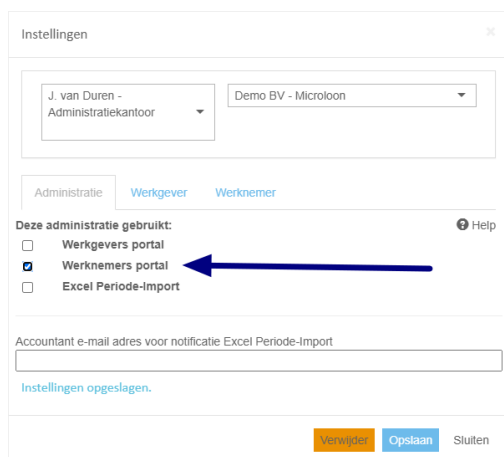 Instellingen
J. van Duren - Administratiekantoor
Demo BV - Microloon
Administratie
Werkgever
Werknemer
Deze administratie gebruikt:
Help
Werkgevers portal
Werknemers portal
Excel Periode-Import
Accountant e-mail adres voor notificatie Excel Periode-Import
Instellingen opgeslagen.
Verwijder
Opslaan
Sluiten